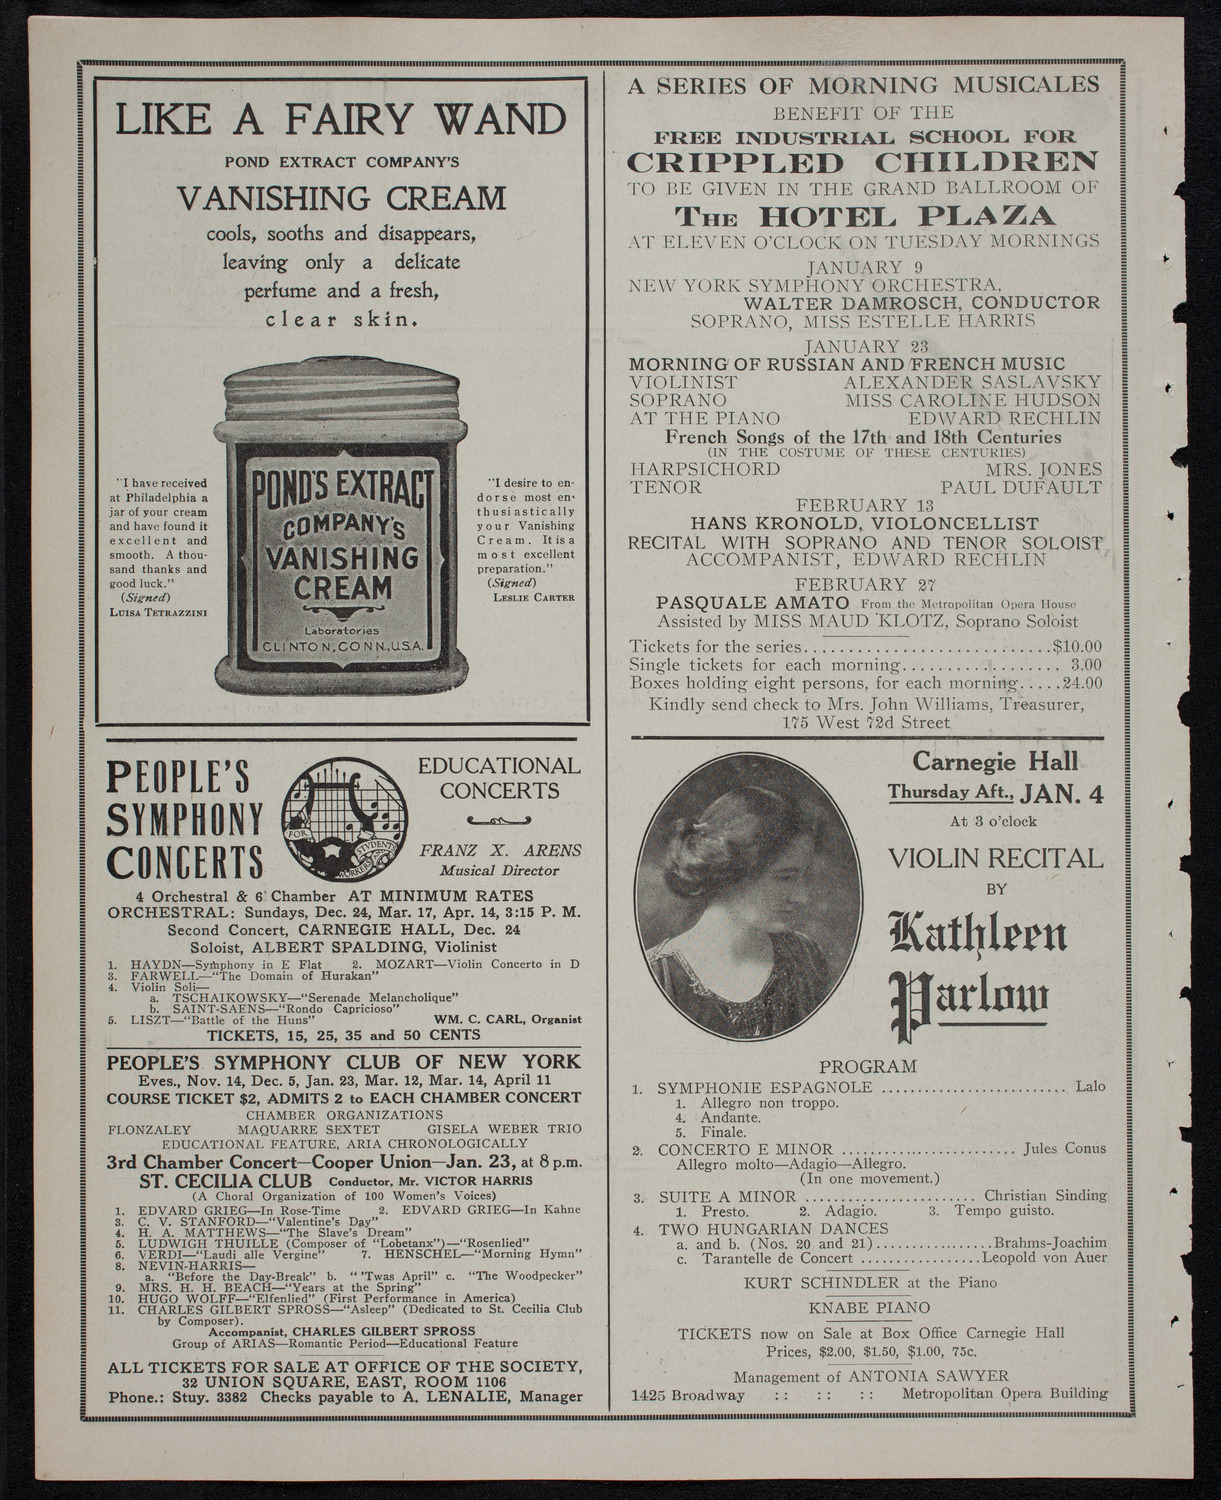 LIKE A FAIRY WAND
POND EXTRACT COMPANY'S
VANISHING CREAM
cools, sooths and disappears,
leaving only a delicate
perfume and a fresh,
clear skin.
"I have received
at Philadelphia a
jar of your cream
and have found it
excellent and
smooth. A thou-
sand thanks and
good luck."
(Signed)
LUISA TETRAZZINI
POND'S EXTRACT
COMPANY'S
VANISHING
CREAM
Laboratories
CLINTON, CONN., U.S.A.
"I desire to en-
dorse most en-
thusiastically
your Vanishing
Cream. It is a
most excellent
preparation."
(Signed)
LESLIE CARTER
PEOPLE'S
SYMPHONY
CONCERTS
FOR
STUDENTS
WORKERS
EDUCATIONAL
CONCERTS
FRANZ X. ARENS
Musical Director
4 Orchestral & 6 Chamber AT MINIMUM RATES
ORCHESTRAL: Sundays, Dec. 24, Mar. 17, Apr. 14, 3:15 P. M.
Second Concert, CARNEGIE HALL, Dec. 24
Soloist, ALBERT SPALDING, Violinist
1. HAYDN—Symphony in E Flat 2. MOZART—Violin Concerto in D
3. FARWELL—"The Domain of Hurakan"
4. Violin Soli—
a. TSCHAIKOWSKY—"Serenade Melancholique"
b. SAINT-SAENS—"Rondo Capricioso"
5. LISZT—"Battle of the Huns" WM. C. CARL, Organist
TICKETS, 15, 25, 35 and 50 CENTS
PEOPLE'S SYMPHONY CLUB OF NEW YORK
Eves., Nov. 14, Dec. 5, Jan. 23, Mar. 12, Mar. 14, April 11
COURSE TICKET $2, ADMITS 2 to EACH CHAMBER CONCERT
CHAMBER ORGANIZATIONS
FLONZALEY MAQUARRE SEXTET GISELA WEBER TRIO
EDUCATIONAL FEATURE, ARIA CHRONOLOGICALLY
3rd Chamber Concert—Cooper Union—Jan. 23, at 8 p.m.
ST. CECILIA CLUB Conductor, Mr. VICTOR HARRIS
(A Choral Organization of 100 Women's Voices)
1. EDVARD GRIEG—In Rose-Time 2. EDVARD GRIEG—In Kahne
3. C. V. STANFORD—"Valentine's Day"
4. H. A. MATTHEWS—"The Slave's Dream"
5. LUDWIGH THUILLE (Composer of "Lobetanx")—"Rosenlied"
6. VERDI—"Laudi alle Vergine" 7. HENSCHEL—"Morning Hymn"
8. NEVIN-HARRIS—
a. "Before the Day-Break" b. "'Twas April" c. "The Woodpecker"
9. MRS. H. H. BEACH—"Years at the Spring"
10. HUGO WOLFF—"Elfenlied" (First Performance in America)
11. CHARLES GILBERT SPROSS—"Asleep" (Dedicated to St. Cecilia Club
by Composer).
Accompanist, CHARLES GILBERT SPROSS
Group of ARIAS—Romantic Period—Educational Feature
ALL TICKETS FOR SALE AT OFFICE OF THE SOCIETY,
32 UNION SQUARE, EAST, ROOM 1106
Phone.: Stuy. 3382 Checks payable to A. LENALIE, Manager
A SERIES OF MORNING MUSICALES
BENEFIT OF THE
FREE INDUSTRIAL SCHOOL FOR
CRIPPLED CHILDREN
TO BE GIVEN IN THE GRAND BALLROOM OF
THE HOTEL PLAZA
AT ELEVEN O'CLOCK ON TUESDAY MORNINGS
JANUARY 9
NEW YORK SYMPHONY ORCHESTRA,
WALTER DAMROSCH, CONDUCTOR
SOPRANO, MISS ESTELLE HARRIS
JANUARY 23
MORNING OF RUSSIAN AND FRENCH MUSIC
VIOLINIST ALEXANDER SASLAVSKY
SOPRANO MISS CAROLINE HUDSON
AT THE PIANO EDWARD RECHLIN
French Songs of the 17th and 18th Centuries
(IN THE COSTUME OF THESE CENTURIES)
HARPSICHORD MRS. JONES
TENOR PAUL DUFAULT
FEBRUARY 13
HANS KRONOLD, VIOLONCELLIST
RECITAL WITH SOPRANO AND TENOR SOLOIST
ACCOMPANIST, EDWARD RECHLIN
FEBRUARY 27
PASQUALE AMATO From the Metropolitan Opera House
Assisted by MISS MAUD KLOTZ, Soprano Soloist
Tickets for the series............................$10.00
Single tickets for each morning.................. 3.00
Boxes holding eight persons, for each morning.....24.00
Kindly send check to Mrs. John Williams, Treasurer,
175 West 72d Street
Carnegie Hall
Thursday Aft., JAN. 4
At 3 o'clock
VIOLIN RECITAL
BY
Kathleen
Parlow
PROGRAM
1. SYMPHONIE ESPAGNOLE ........................... Lalo
1. Allegro non troppo.
4. Andante.
5. Finale.
2. CONCERTO E MINOR ......................... Jules Conus
Allegro molto—Adagio—Allegro.
(In one movement.)
3. SUITE A MINOR ........................ Christian Sinding
1. Presto. 2. Adagio. 3. Tempo guisto.
4. TWO HUNGARIAN DANCES
a. and b. (Nos. 20 and 21)................Brahms-Joachim
c. Tarantelle de Concert .................Leopold von Auer
KURT SCHINDLER at the Piano
KNABE PIANO
TICKETS now on Sale at Box Office Carnegie Hall
Prices, $2.00, $1.50, $1.00, 75c.
Management of ANTONIA SAWYER
1425 Broadway :: :: :: Metropolitan Opera Building